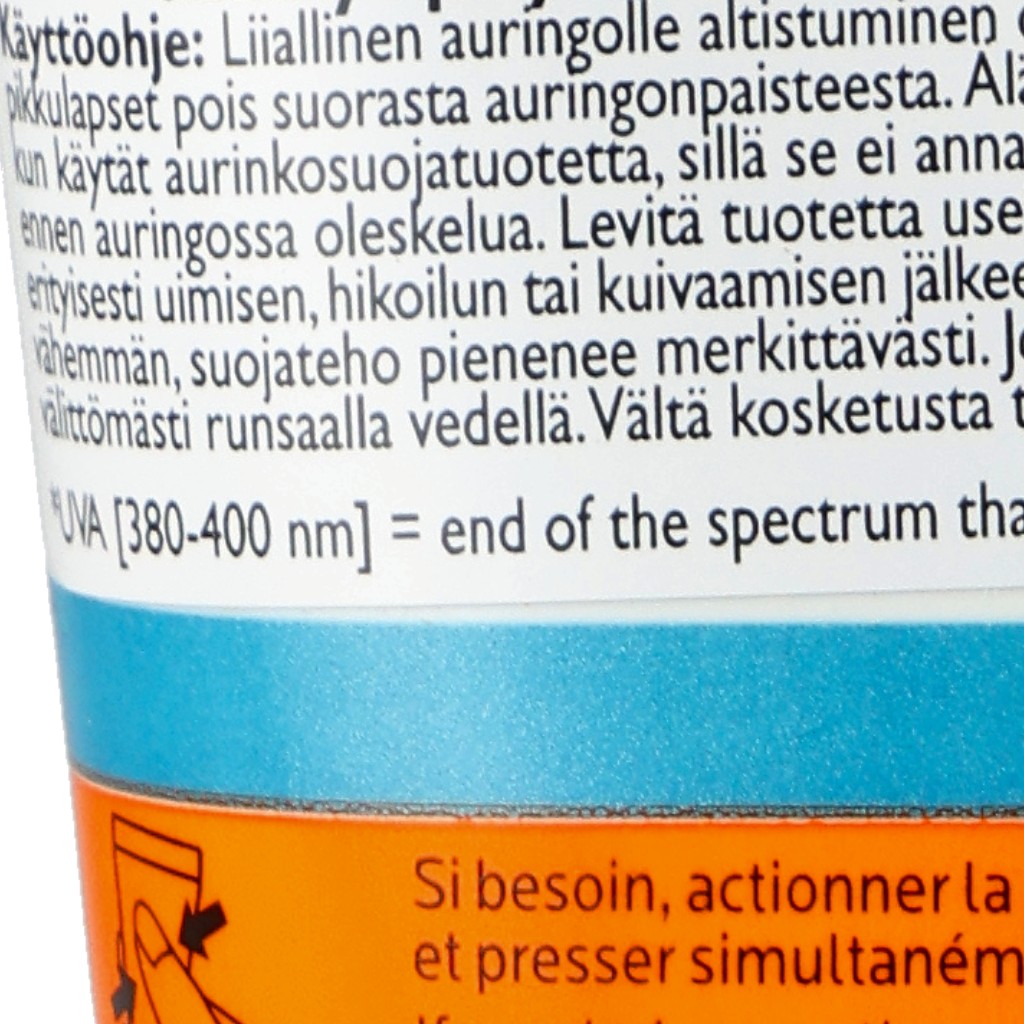 Käyttöohje: Liiallinen auringolle altistuminen
pikkulapset pois suorasta auringonpaisteesta. Älä
kun käytät aurinkosuojatuotetta, sillä se ei anna
ennen auringossa oleskelua. Levitä tuotetta use
erityisesti uimisen, hikoilun tai kuivaamisen jälkee
vähemmän, suojateho pienenee merkittävästi. Jo
välittömästi runsaalla vedellä. Vältä kosketusta t
*UVA [380-400 nm] = end of the spectrum tha
Si besoin, actionner la
et presser simultaném